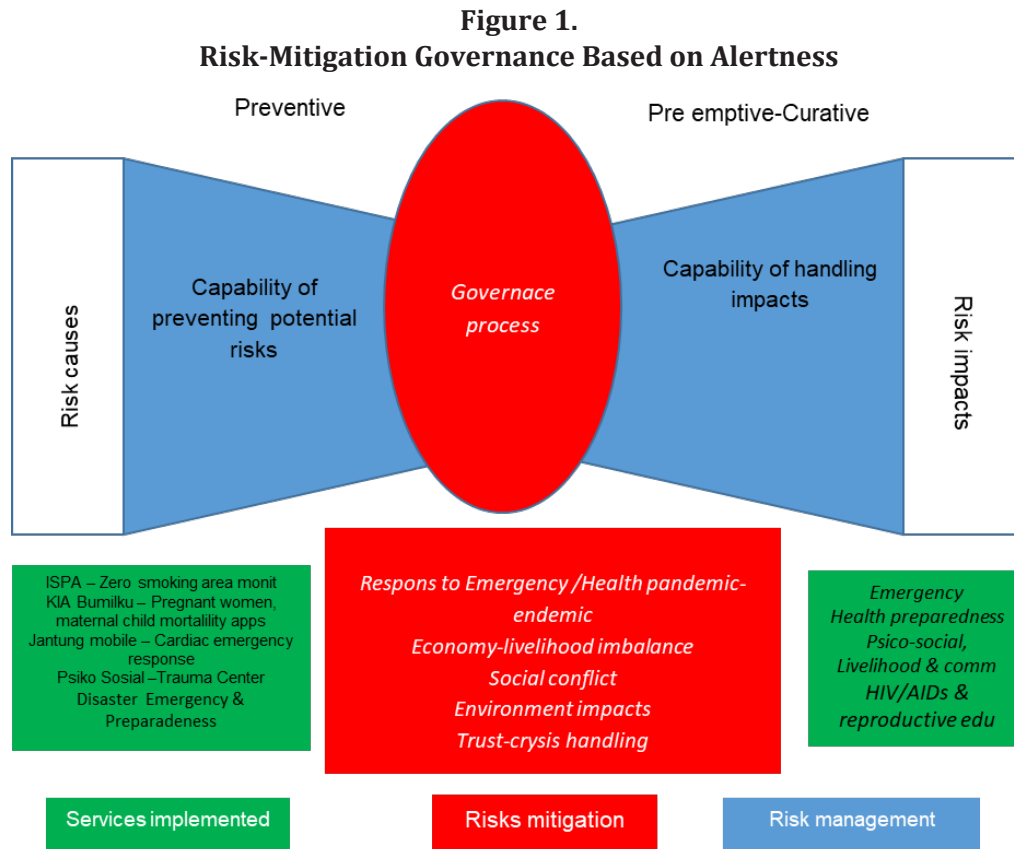 Figure 1.
Risk-Mitigation Governance Based on Alertness
Preventive
Pre emptive-Curative
Risk causes
Capability of
preventing potential
risks
Governace
process
Capability of handling
impacts
Risk impacts
ISPA – Zero smoking area monit
KIA Bumilku – Pregnant women,
maternal child mortalility apps
Jantung mobile – Cardiac emergency
response
Psiko Sosial –Trauma Center
Disaster Emergency &
Preparadeness
Respons to Emergency /Health pandemic-
endemic
Economy-livelihood imbalance
Social conflict
Environment impacts
Trust-crysis handling
Emergency
Health preparedness
Psico-social,
Livelihood & comm
HIV/AIDs &
reproductive edu
Services implemented
Risks mitigation
Risk management